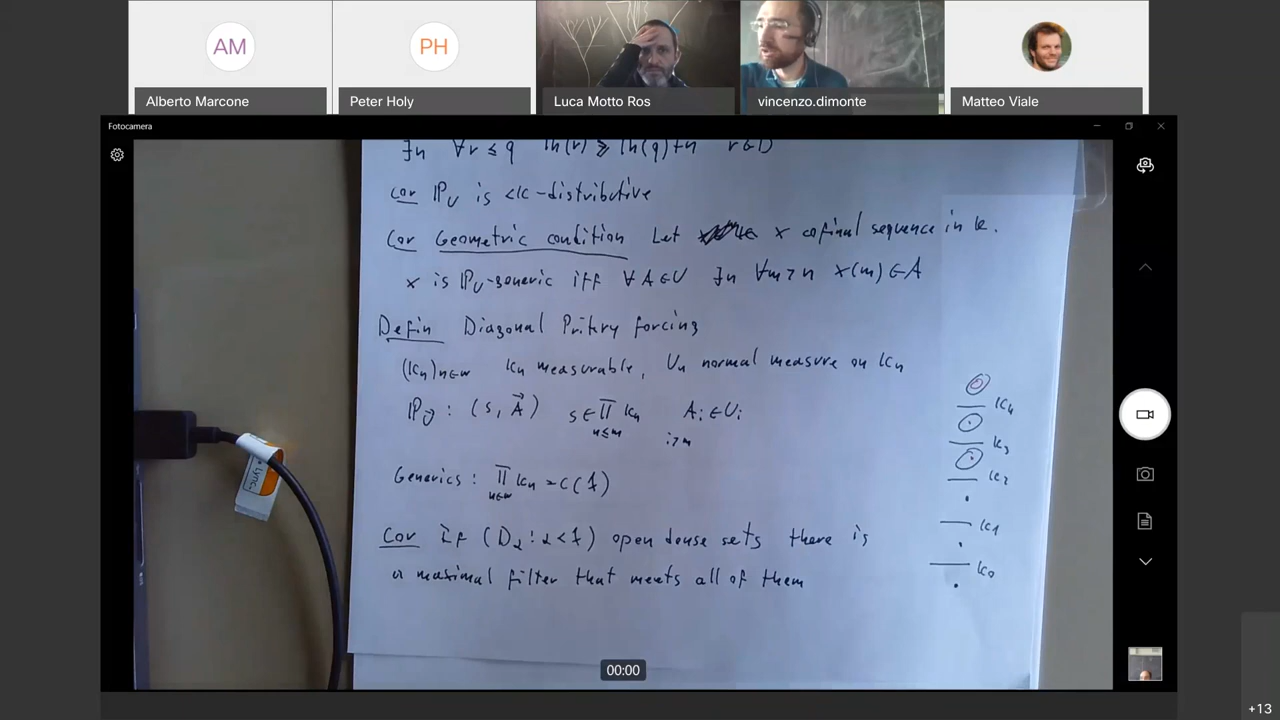 AM
PH
Alberto Marcone
Peter Holy
Luca Motto Ros
vincenzo.dimonte
Matteo Viale
Fotocamera
∃n ∀r ≤ q lh(r) ≥ lh(q)+n r∈D
Cor ℙ_U is <κ-distributive
Cor Geometric condition Let x cofinal sequence in κ.
x is ℙ_U-generic iff ∀A∈U ∃n ∀m>n x(m)∈A
Defin Diagonal Prikry forcing
(κ_n)_{n∈ω} κ_n measurable, U_n normal measure on κ_n
ℙ_U⃗ : (s, A⃗) s∈∏_{n≤m} κ_n A_i∈U_i
i>m
Generics: ∏_{n∈ω} κ_n = C(λ)
Cor If (D_α : α<λ) open dense sets there is
a maximal filter that meets all of them
κ_4
κ_3
κ_2
κ_1
κ_0
Lync
00:00
+13